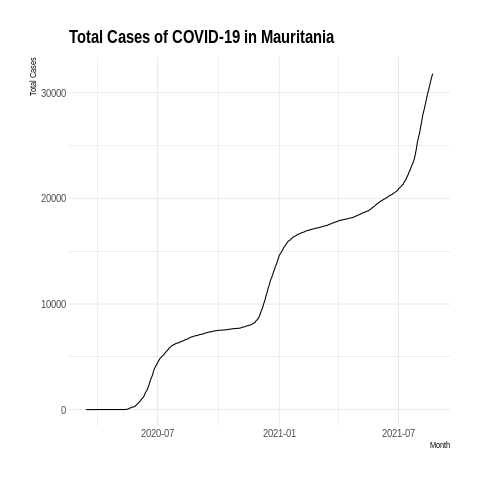 Total Cases of COVID-19 in Mauritania
Total Cases
30000
20000
10000
0
2020-07 2021-01 2021-07
Month